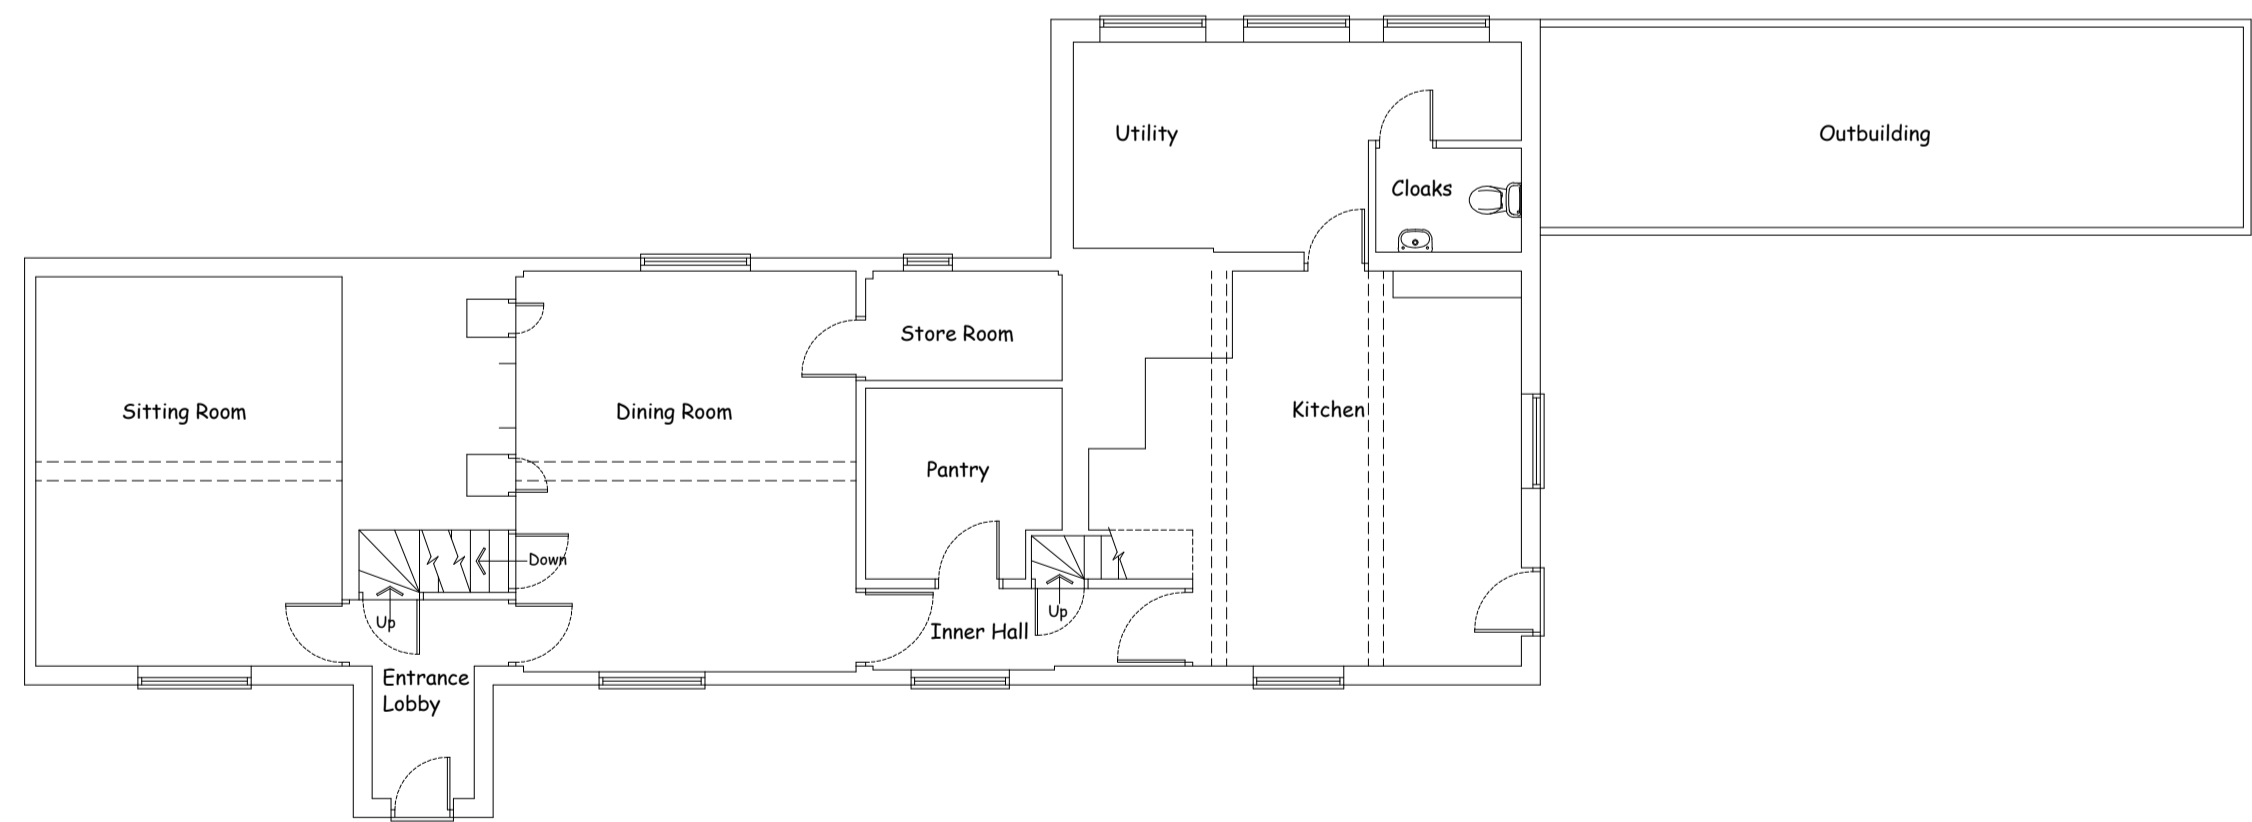 Utility
Outbuilding
Cloaks
Store Room
Sitting Room
Dining Room
Kitchen
Pantry
Down
Up
Up
Inner Hall
Entrance
Lobby